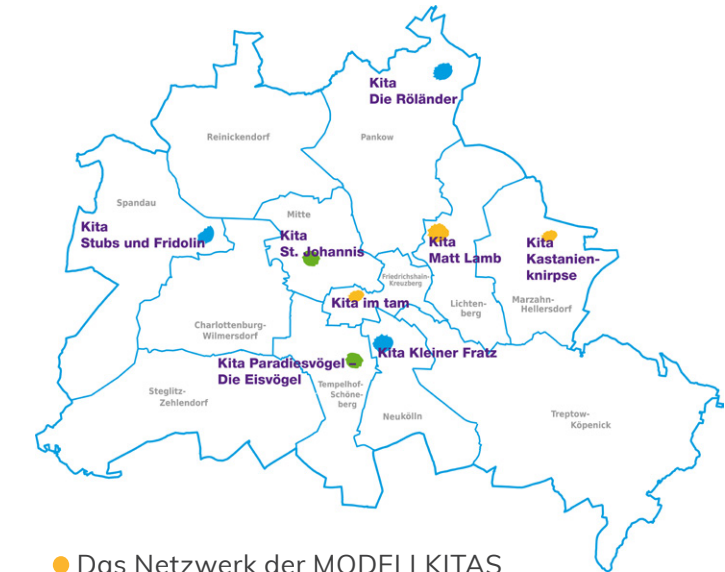 Kita
Die Röländer
Reinickendorf
Pankow
Spandau
Kita
Stubs und Fridolin
Mitte
Kita
St. Johannis
Kita
Matt Lamb
Kita
Kastanien-
knirpse
Friedrichshain-
Kreuzberg
Kita im tam
Lichten-
berg
Marzahn-
Hellersdorf
Charlottenburg-
Wilmersdorf
Kita Kleiner Fratz
Kita Paradiesvögel –
Die Eisvögel
Steglitz-
Zehlendorf
Tempelhof-
Schöne-
berg
Neukölln
Treptow-
Köpenick
Das Netzwerk der MODELLKITAS